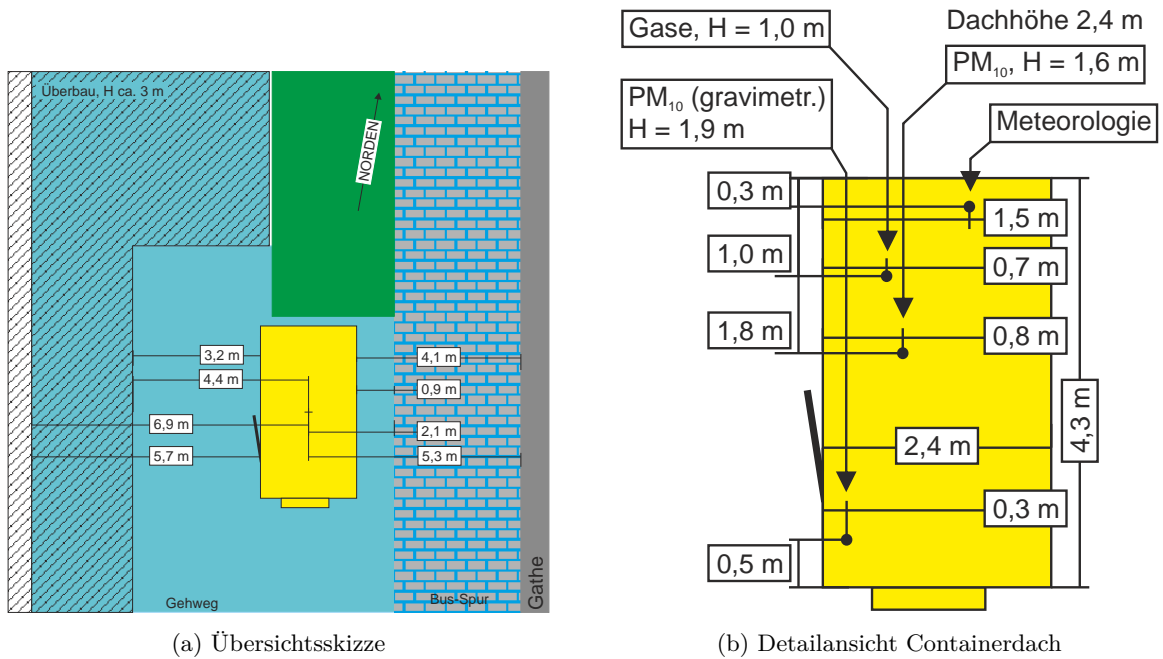 Überbau, H ca. 3 m
NORDEN
3,2 m
4,4 m
6,9 m
5,7 m
4,1 m
0,9 m
2,1 m
5,3 m
Gehweg
Bus-Spur
Gathe
(a) Übersichtsskizze
Gase, H = 1,0 m
Dachhöhe 2,4 m
PM₁₀, H = 1,6 m
PM₁₀ (gravimetr.)
H = 1,9 m
Meteorologie
0,3 m
1,5 m
1,0 m
0,7 m
1,8 m
0,8 m
4,3 m
2,4 m
0,3 m
0,5 m
(b) Detailansicht Containerdach